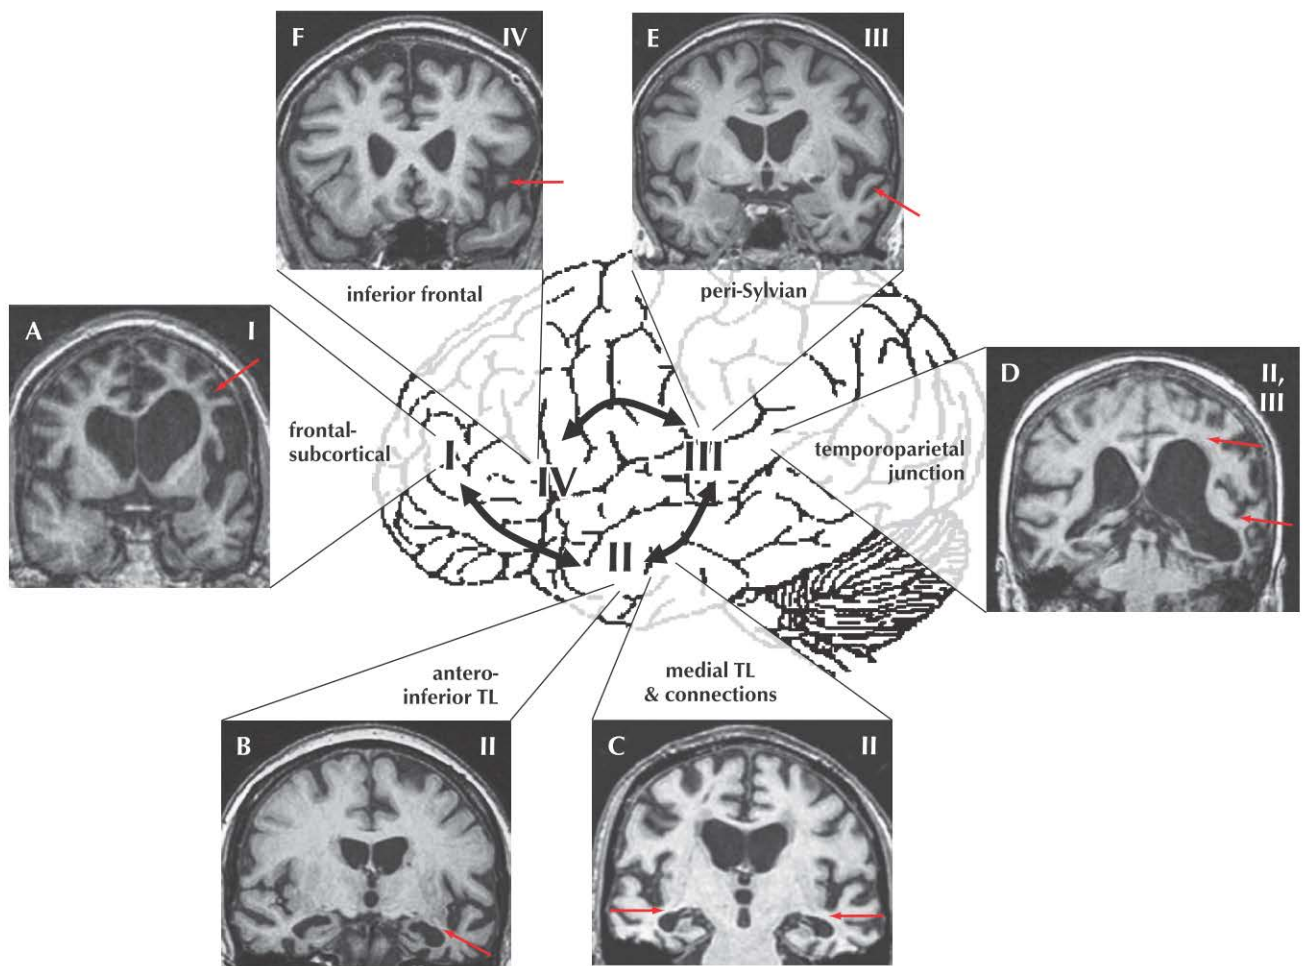 F IV
E III
inferior frontal
peri-Sylvian
A I
D II,
III
frontal-
subcortical
temporoparietal
junction
I
IV
III
II
antero-
inferior TL
medial TL
& connections
B II
C II